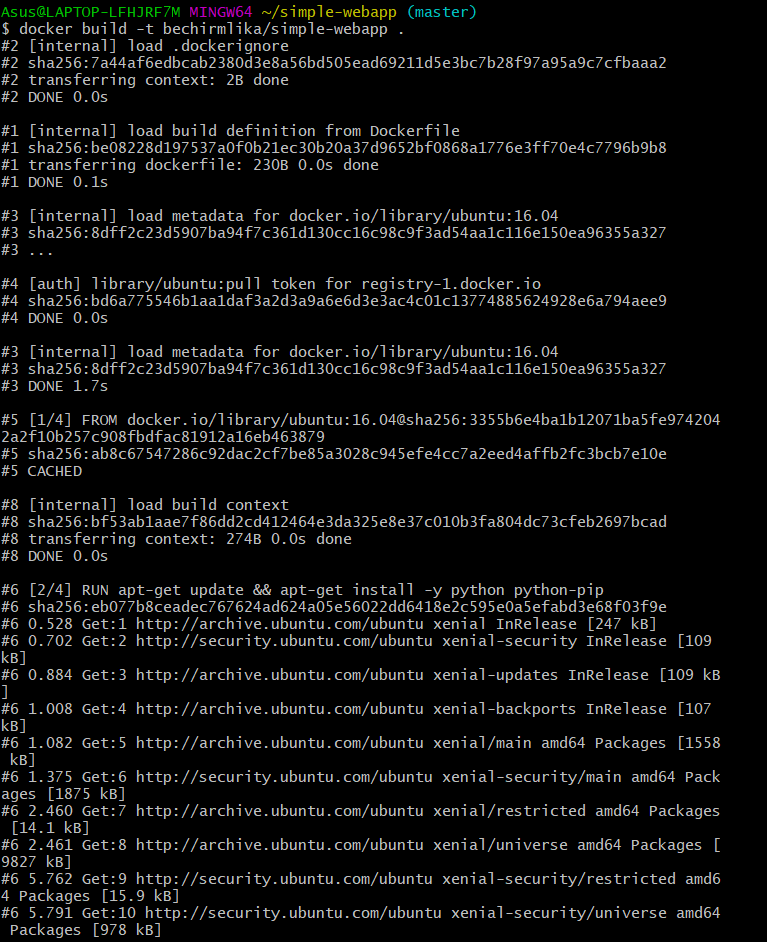 Asus@LAPTOP-LFHJRF7M MINGW64 ~/simple-webapp (master)
$ docker build -t bechirmlika/simple-webapp .
#2 [internal] load .dockerignore
#2 sha256:7a44af6edbcab2380d3e8a56bd505ead69211d5e3bc7b28f97a95a9c7cfbaaa2
#2 transferring context: 2B done
#2 DONE 0.0s

#1 [internal] load build definition from Dockerfile
#1 sha256:be08228d197537a0f0b21ec30b20a37d9652bf0868a1776e3ff70e4c7796b9b8
#1 transferring dockerfile: 230B 0.0s done
#1 DONE 0.1s

#3 [internal] load metadata for docker.io/library/ubuntu:16.04
#3 sha256:8dff2c23d5907ba94f7c361d130cc16c98c9f3ad54aa1c116e150ea96355a327
#3 ...

#4 [auth] library/ubuntu:pull token for registry-1.docker.io
#4 sha256:bd6a775546b1aa1daf3a2d3a9a6e6d3e3ac4c01c13774885624928e6a794aee9
#4 DONE 0.0s

#3 [internal] load metadata for docker.io/library/ubuntu:16.04
#3 sha256:8dff2c23d5907ba94f7c361d130cc16c98c9f3ad54aa1c116e150ea96355a327
#3 DONE 1.7s

#5 [1/4] FROM docker.io/library/ubuntu:16.04@sha256:3355b6e4ba1b12071ba5fe974204
2a2f10b257c908fbdfac81912a16eb463879
#5 sha256:ab8c67547286c92dac2cf7be85a3028c945efe4cc7a2eed4affb2fc3bcb7e10e
#5 CACHED

#8 [internal] load build context
#8 sha256:bf53ab1aae7f86dd2cd412464e3da325e8e37c010b3fa804dc73cfeb2697bcad
#8 transferring context: 274B 0.0s done
#8 DONE 0.0s

#6 [2/4] RUN apt-get update && apt-get install -y python python-pip
#6 sha256:eb077b8ceadec767624ad624a05e56022dd6418e2c595e0a5efabd3e68f03f9e
#6 0.528 Get:1 http://archive.ubuntu.com/ubuntu xenial InRelease [247 kB]
#6 0.702 Get:2 http://security.ubuntu.com/ubuntu xenial-security InRelease [109
kB]
#6 0.884 Get:3 http://archive.ubuntu.com/ubuntu xenial-updates InRelease [109 kB
]
#6 1.008 Get:4 http://archive.ubuntu.com/ubuntu xenial-backports InRelease [107
kB]
#6 1.082 Get:5 http://archive.ubuntu.com/ubuntu xenial/main amd64 Packages [1558
 kB]
#6 1.375 Get:6 http://security.ubuntu.com/ubuntu xenial-security/main amd64 Pack
ages [1875 kB]
#6 2.460 Get:7 http://archive.ubuntu.com/ubuntu xenial/restricted amd64 Packages
 [14.1 kB]
#6 2.461 Get:8 http://archive.ubuntu.com/ubuntu xenial/universe amd64 Packages [
9827 kB]
#6 5.762 Get:9 http://security.ubuntu.com/ubuntu xenial-security/restricted amd6
4 Packages [15.9 kB]
#6 5.791 Get:10 http://security.ubuntu.com/ubuntu xenial-security/universe amd64
 Packages [978 kB]